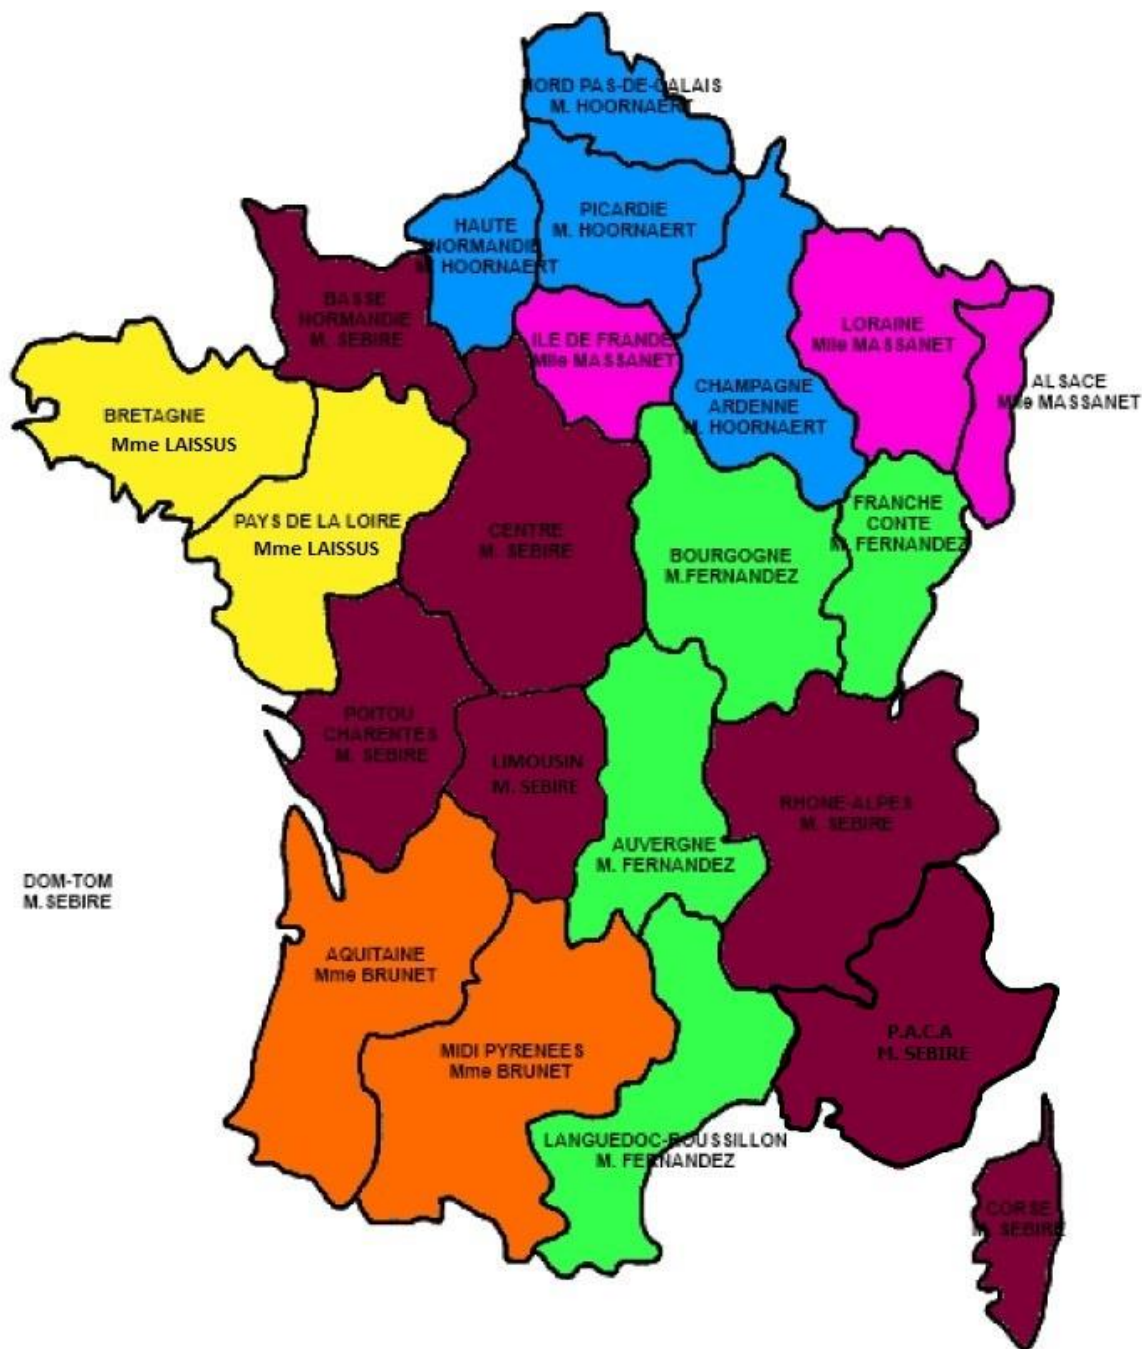 NORD PAS-DE-CALAIS
M. HOORNAERT
PICARDIE
M. HOORNAERT
HAUTE
NORMANDIE
M. HOORNAERT
BASSE
NORMANDIE
M. SEBIRE
ILE DE FRANDE
Mlle MASSANET
LORAINE
Mlle MASSANET
ALSACE
Mlle MASSANET
CHAMPAGNE
ARDENNE
M. HOORNAERT
BRETAGNE
Mme LAISSUS
PAYS DE LA LOIRE
Mme LAISSUS
CENTRE
M. SEBIRE
BOURGOGNE
M.FERNANDEZ
FRANCHE
CONTE
M. FERNANDEZ
POITOU
CHARENTES
M. SEBIRE
LIMOUSIN
M. SEBIRE
RHONE-ALPES
M. SEBIRE
AUVERGNE
M. FERNANDEZ
DOM-TOM
M. SEBIRE
AQUITAINE
Mme BRUNET
MIDI PYRENEES
Mme BRUNET
P.A.C.A
M. SEBIRE
LANGUEDOC-ROUSSILLON
M. FERNANDEZ
CORSE
M. SEBIRE